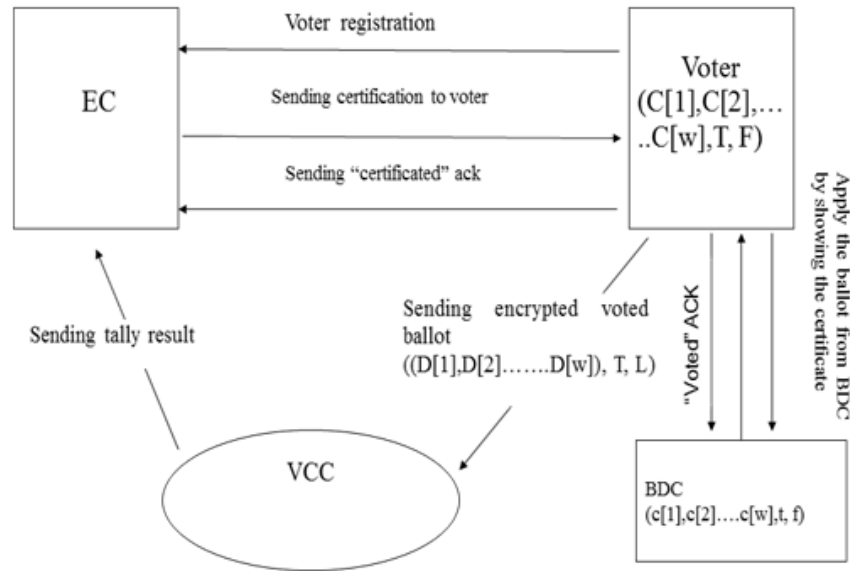 Voter registration
EC
Sending certification to voter
Sending “certificated” ack
Voter
(C[1],C[2],...
..C[w],T, F)
Apply the ballot from BDC
by showing the certificate
"Voted" ACK
Sending encrypted voted
ballot
((D[1],D[2].......D[w]), T, L)
Sending tally result
VCC
BDC
(c[1],c[2]....c[w],t, f)